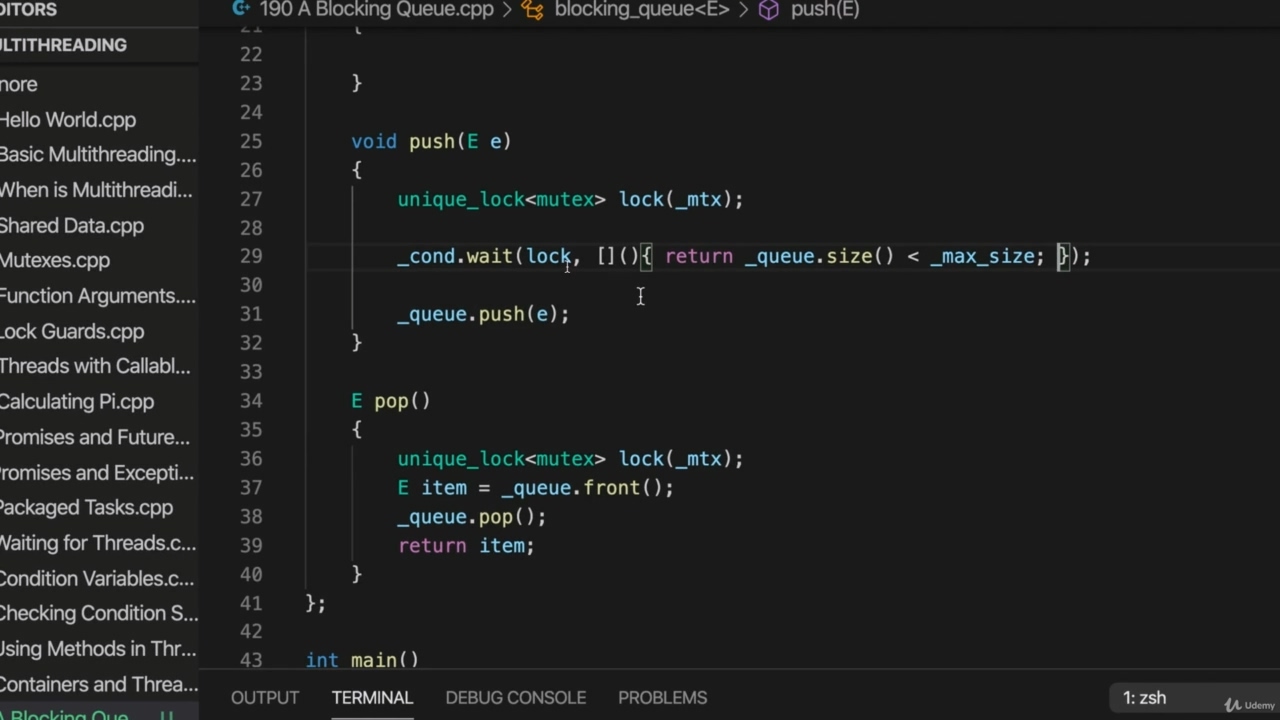 DITORS
190 A Blocking Queue.cpp > blocking_queue<E> > push(E)
ULTITHREADING
nore
Hello World.cpp
Basic Multithreading....
When is Multithreadi...
Shared Data.cpp
Mutexes.cpp
Function Arguments....
Lock Guards.cpp
Threads with Callabl...
Calculating Pi.cpp
Promises and Future...
Promises and Excepti...
Packaged Tasks.cpp
Waiting for Threads.c...
Condition Variables.c...
Checking Condition S...
Using Methods in Thr...
Containers and Threa...
A Blocking Que... U
21 {
22
23 }
24
25 void push(E e)
26 {
27 unique_lock<mutex> lock(_mtx);
28
29 _cond.wait(lock, [](){ return _queue.size() < _max_size; });
30
31 _queue.push(e);
32 }
33
34 E pop()
35 {
36 unique_lock<mutex> lock(_mtx);
37 E item = _queue.front();
38 _queue.pop();
39 return item;
40 }
41 };
42
43 int main()
OUTPUT TERMINAL DEBUG CONSOLE PROBLEMS
1: zsh
Udemy